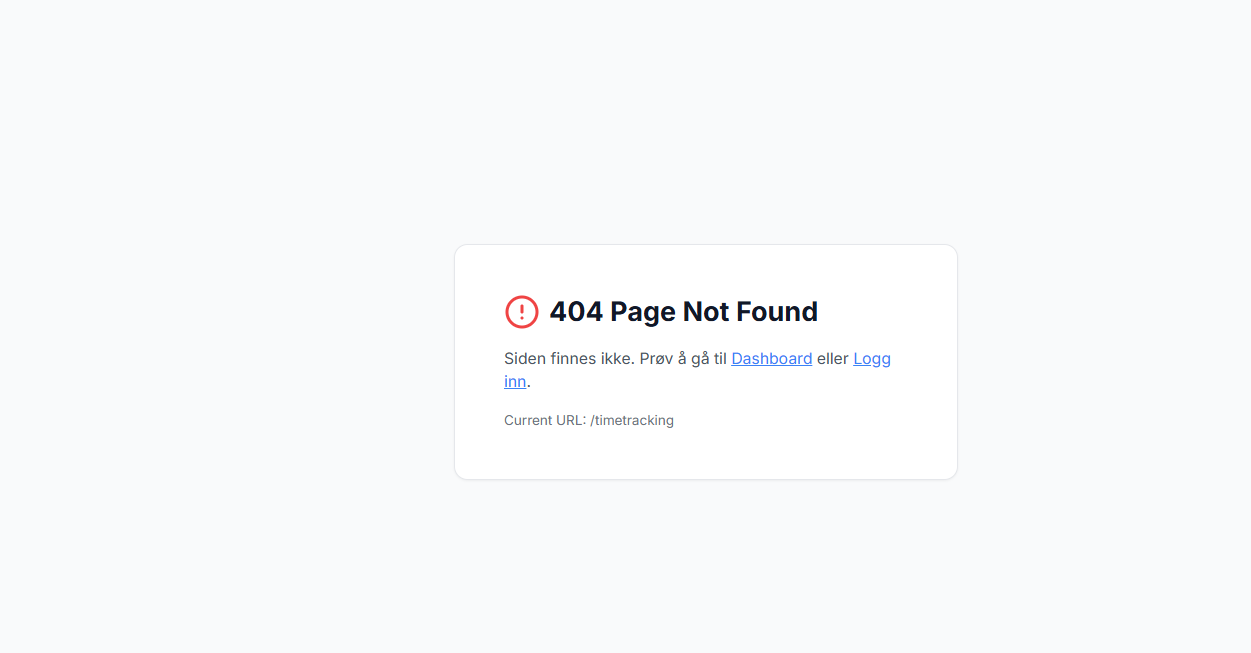 404 Page Not Found
Siden finnes ikke. Prøv å gå til Dashboard eller Logg
inn.
Current URL: /timetracking